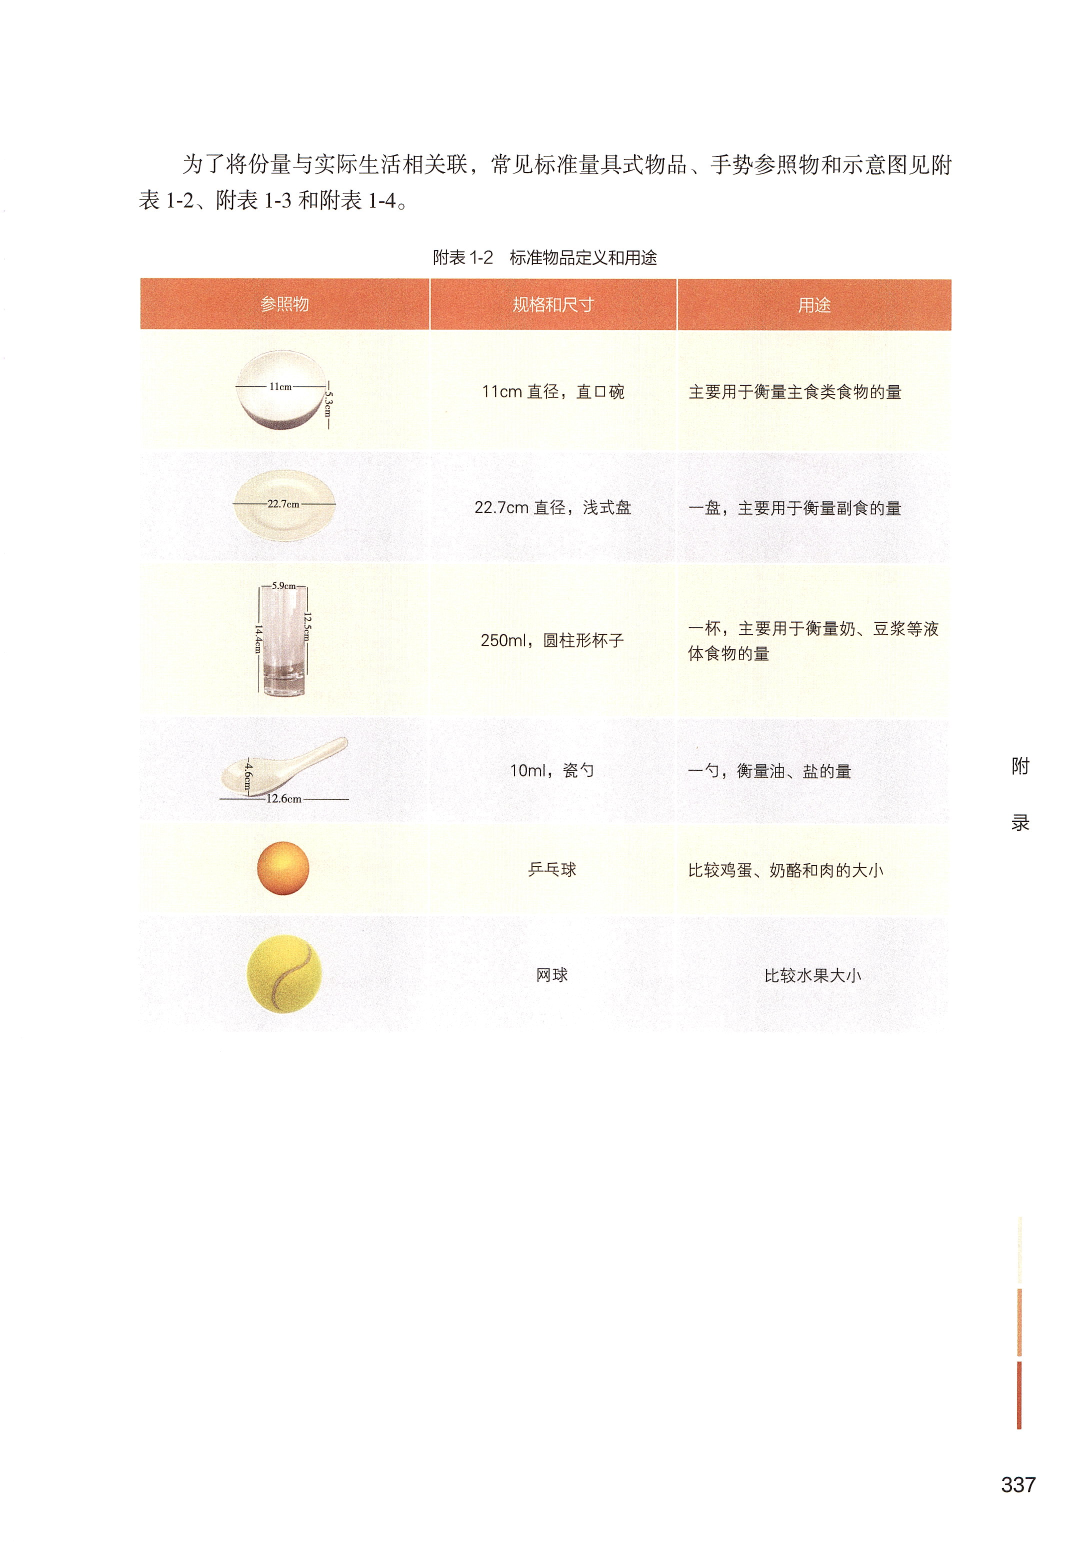 为了将份量与实际生活相关联，常见标准量具式物品、手势参照物和示意图见附
表 1-2、附表 1-3 和附表 1-4。
附表 1-2　标准物品定义和用途
参照物　规格和尺寸　用途
11cm
5.3cm
11cm 直径，直口碗
主要用于衡量主食类食物的量
22.7cm
22.7cm 直径，浅式盘
一盘，主要用于衡量副食的量
5.9cm
12.5cm
14.4cm
250ml，圆柱形杯子
一杯，主要用于衡量奶、豆浆等液
体食物的量
4.6cm
12.6cm
10ml，瓷勺
一勺，衡量油、盐的量
乒乓球
比较鸡蛋、奶酪和肉的大小
网球
比较水果大小
附
录
337